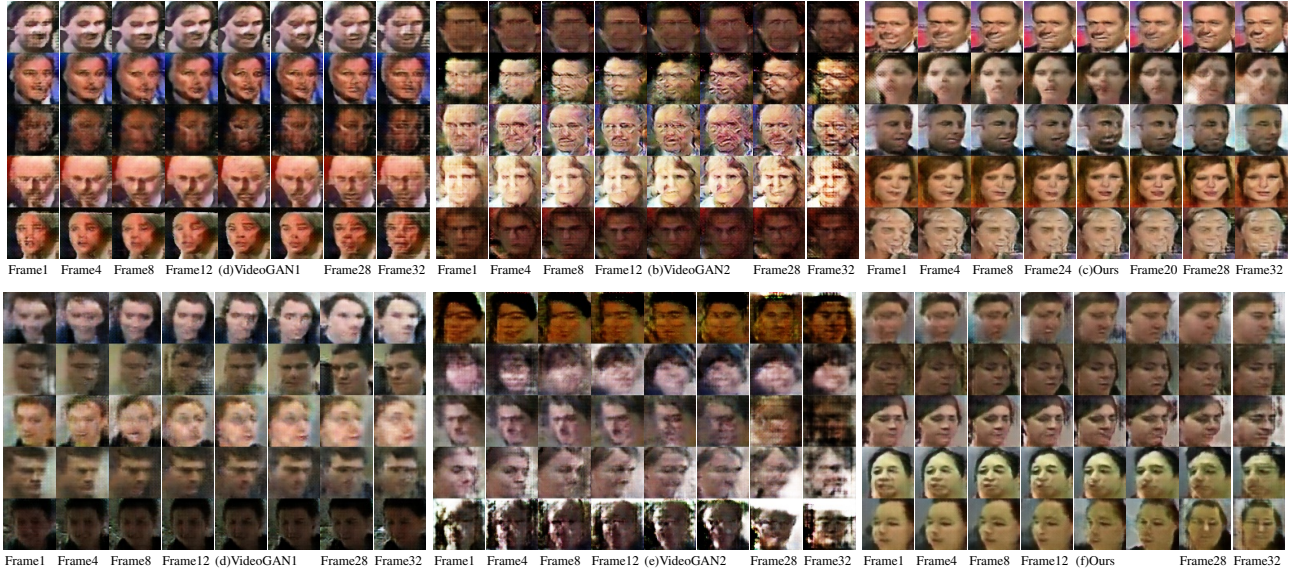 Frame1 Frame4 Frame8 Frame12 (d)VideoGAN1 Frame28 Frame32
Frame1 Frame4 Frame8 Frame12 (b)VideoGAN2 Frame28 Frame32
Frame1 Frame4 Frame8 Frame24 (c)Ours Frame20 Frame28 Frame32
Frame1 Frame4 Frame8 Frame12 (d)VideoGAN1 Frame28 Frame32
Frame1 Frame4 Frame8 Frame12 (e)VideoGAN2 Frame28 Frame32
Frame1 Frame4 Frame8 Frame12 (f)Ours Frame28 Frame32